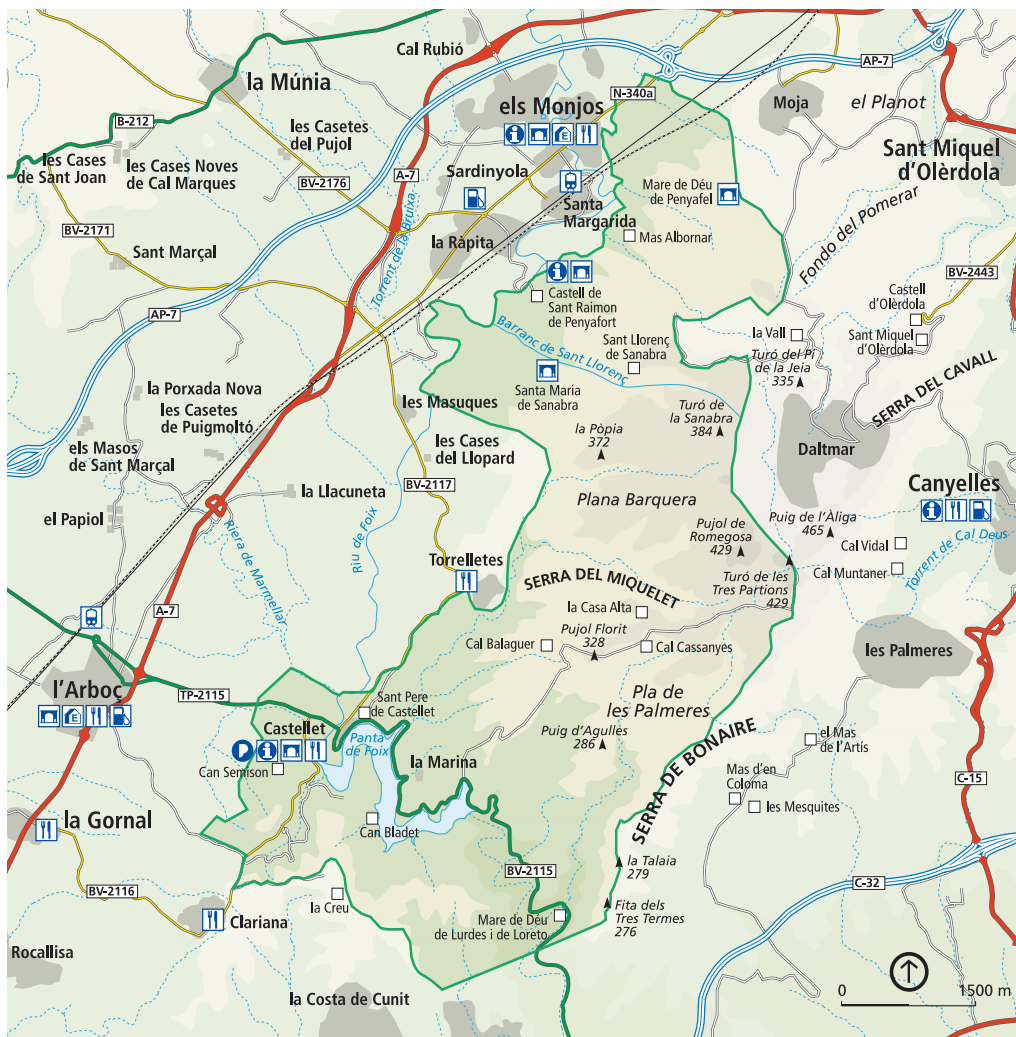 Cal Rubió
la Múnia
AP-7
N-340a
els Monjos
Moja
el Planot
B-212
les Casetes
del Pujol
les Cases
de Sant Joan
les Cases Noves
de Cal Marques
BV-2176
A-7
Sardinyola
Sant Miquel
d'Olèrdola
Mare de Déu
de Penyafel
Santa
Margarida
Mas Albornar
la Ràpita
Torrent de la Bruixa
Fondo del Pomerar
BV-2171
Sant Marçal
BV-2443
Castell de
Sant Raimon
de Penyafort
Castell
d'Olèrdola
AP-7
Barranc de Sant Llorenç
Sant Llorenç
de Sanabra
la Vall
Sant Miquel
d'Olèrdola
Turó del Pi
de la Jeia
335
SERRA DEL CAVALL
la Porxada Nova
les Casetes
de Puigmoltó
les Masuques
Santa Maria
de Sanabra
Turó de
la Sanabra
384
la Pòpia
372
els Masos
de Sant Marçal
les Cases
del Llopard
Daltmar
BV-2117
la Llacuneta
Plana Barquera
Canyelles
el Papiol
Riera de Marmellar
Riu de Foix
Pujol de
Romegosa
429
Puig de l'Àliga
465
Cal Vidal
Torrent de Cal Deus
Torrelletes
SERRA DEL MIQUELET
Turó de les
Tres Partions
429
Cal Muntaner
A-7
la Casa Alta
Cal Balaguer
Pujol Florit
328
Cal Cassanyes
les Palmeres
l'Arboç
TP-2115
Sant Pere
de Castellet
Pla de
les Palmeres
Castellet
Pantà
de Foix
Puig d'Agullès
286
SERRA DE BONAIRE
el Mas
de l'Artís
P
Can Semison
la Marina
Mas d'en
Coloma
les Mesquites
C-15
la Gornal
Can Bladet
la Talaia
279
BV-2115
BV-2116
C-32
la Creu
Clariana
Mare de Déu
de Lurdes i de Loreto
Fita dels
Tres Termes
276
Rocallisa
la Costa de Cunit
0
1500 m